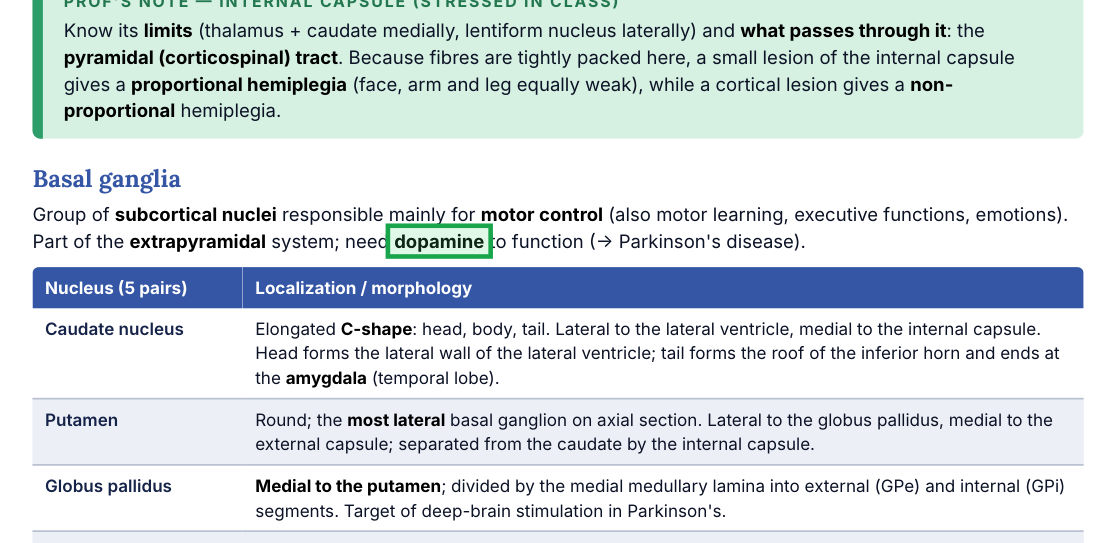 PROF'S NOTE — INTERNAL CAPSULE (STRESSED IN CLASS)
Know its limits (thalamus + caudate medially, lentiform nucleus laterally) and what passes through it: the
pyramidal (corticospinal) tract. Because fibres are tightly packed here, a small lesion of the internal capsule
gives a proportional hemiplegia (face, arm and leg equally weak), while a cortical lesion gives a non-
proportional hemiplegia.
Basal ganglia
Group of subcortical nuclei responsible mainly for motor control (also motor learning, executive functions, emotions).
Part of the extrapyramidal system; need dopamine to function (→ Parkinson's disease).
Nucleus (5 pairs) Localization / morphology
Caudate nucleus Elongated C-shape: head, body, tail. Lateral to the lateral ventricle, medial to the internal capsule.
Head forms the lateral wall of the lateral ventricle; tail forms the roof of the inferior horn and ends at
the amygdala (temporal lobe).
Putamen Round; the most lateral basal ganglion on axial section. Lateral to the globus pallidus, medial to the
external capsule; separated from the caudate by the internal capsule.
Globus pallidus Medial to the putamen; divided by the medial medullary lamina into external (GPe) and internal (GPi)
segments. Target of deep-brain stimulation in Parkinson's.